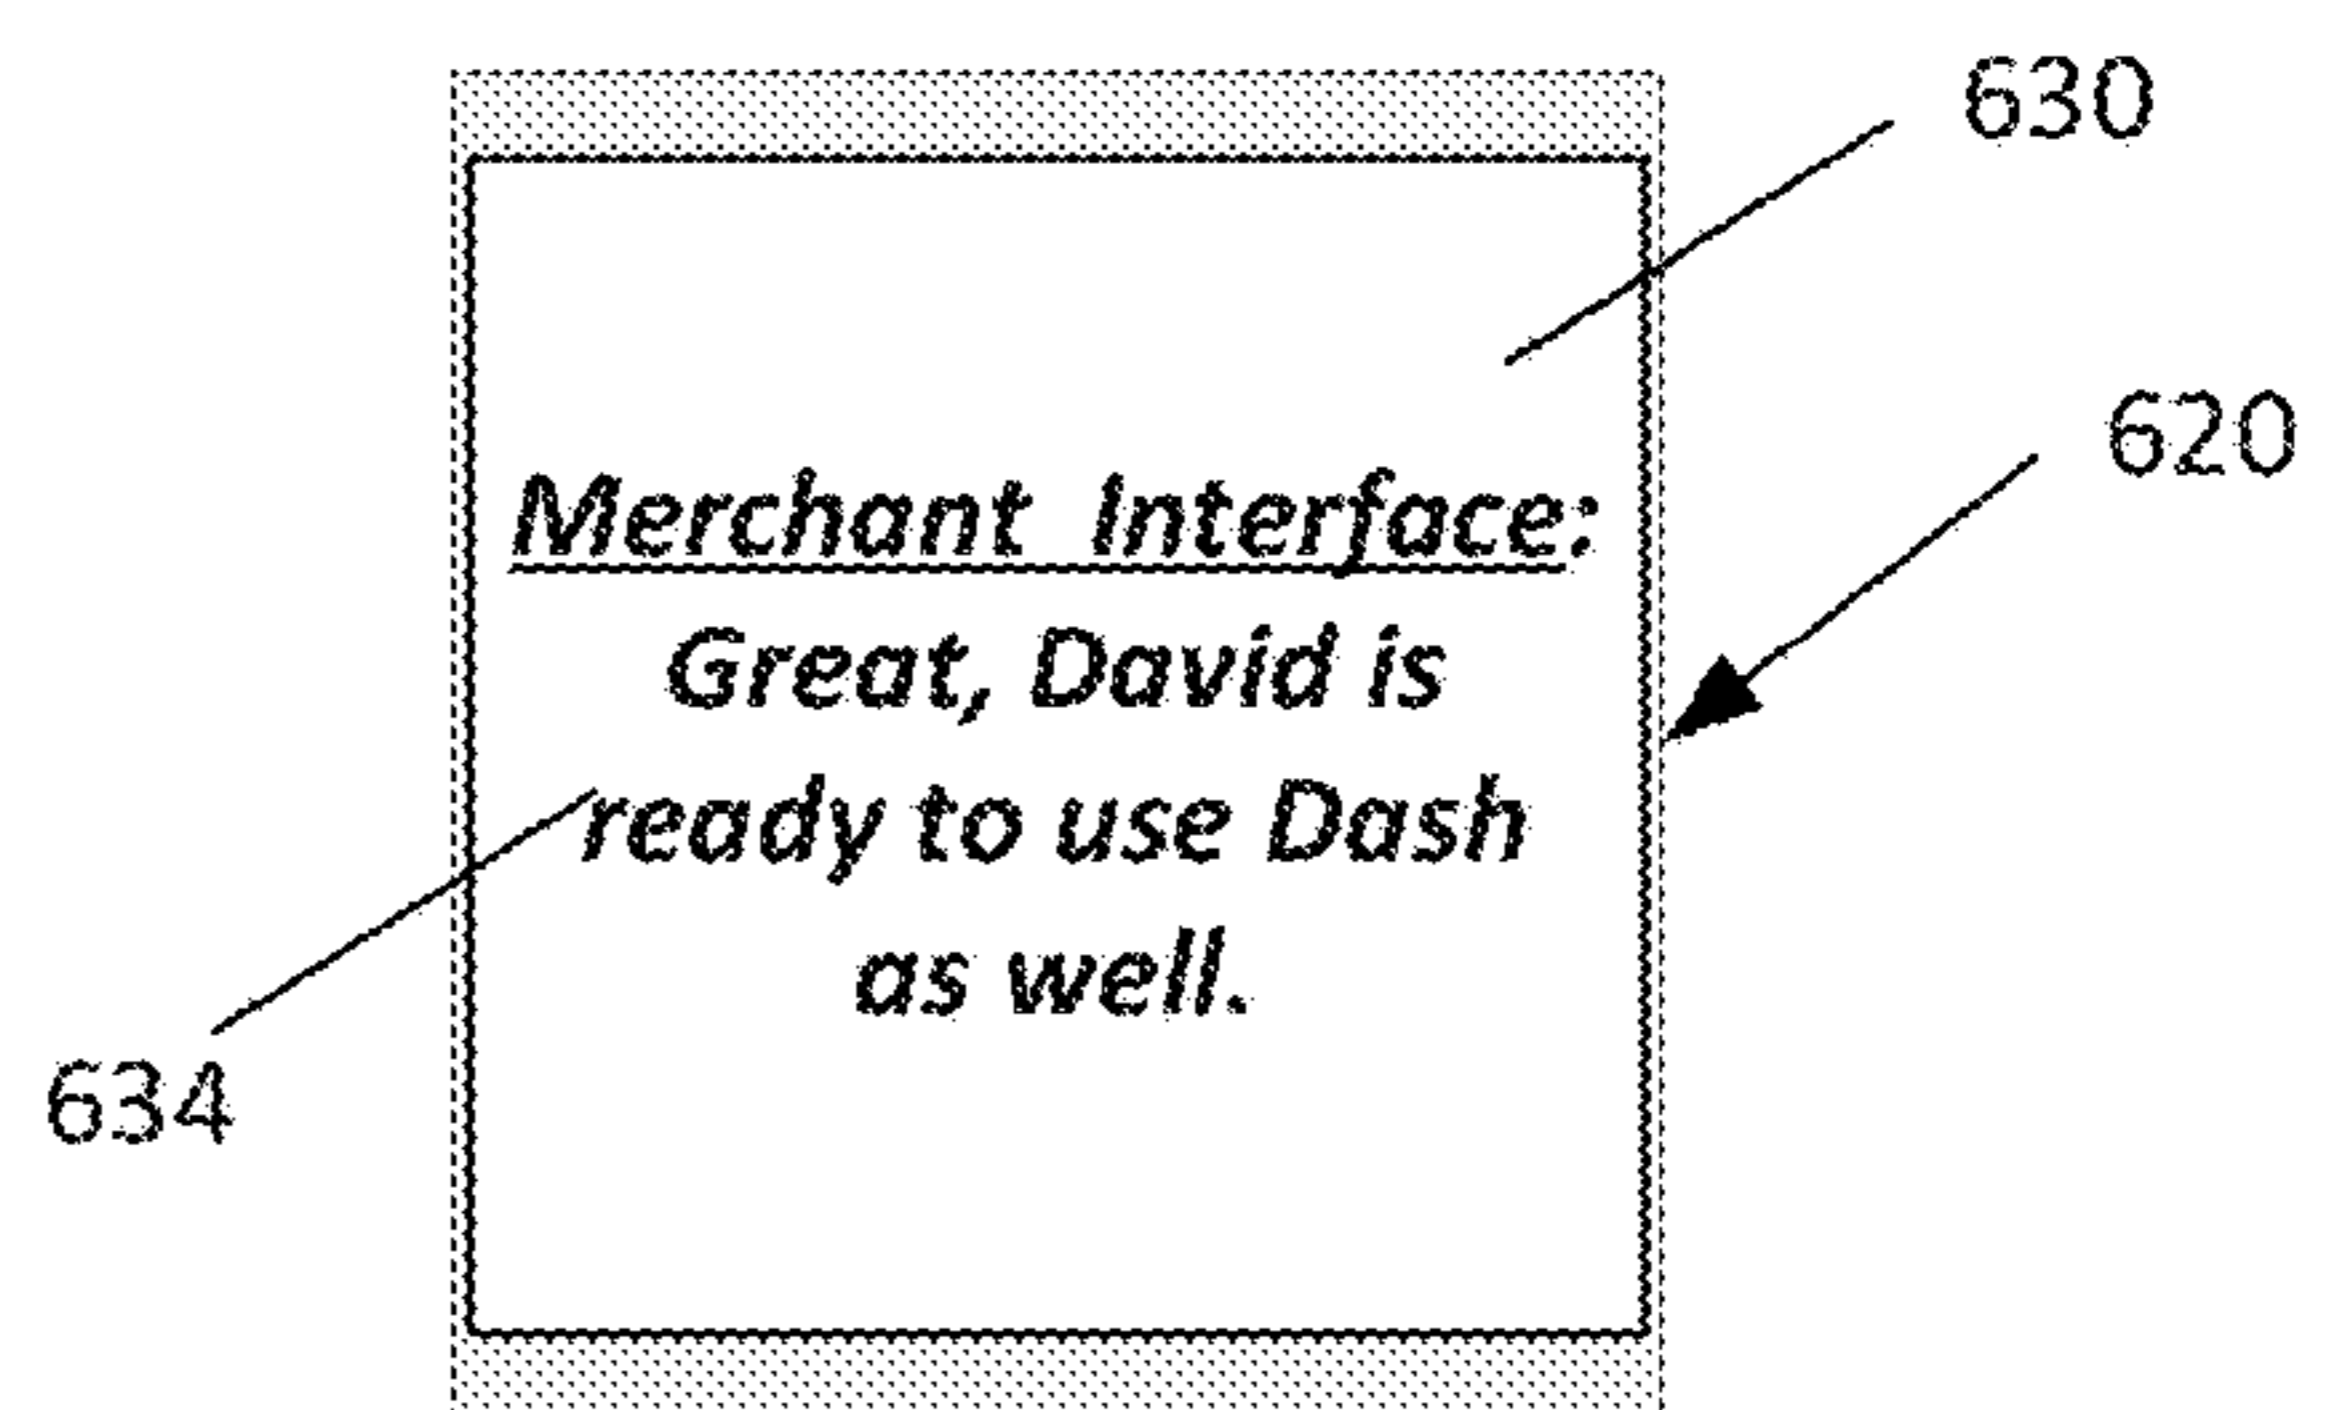 630
620
Merchant Interface:
Great, David is
ready to use Dash
as well.
634